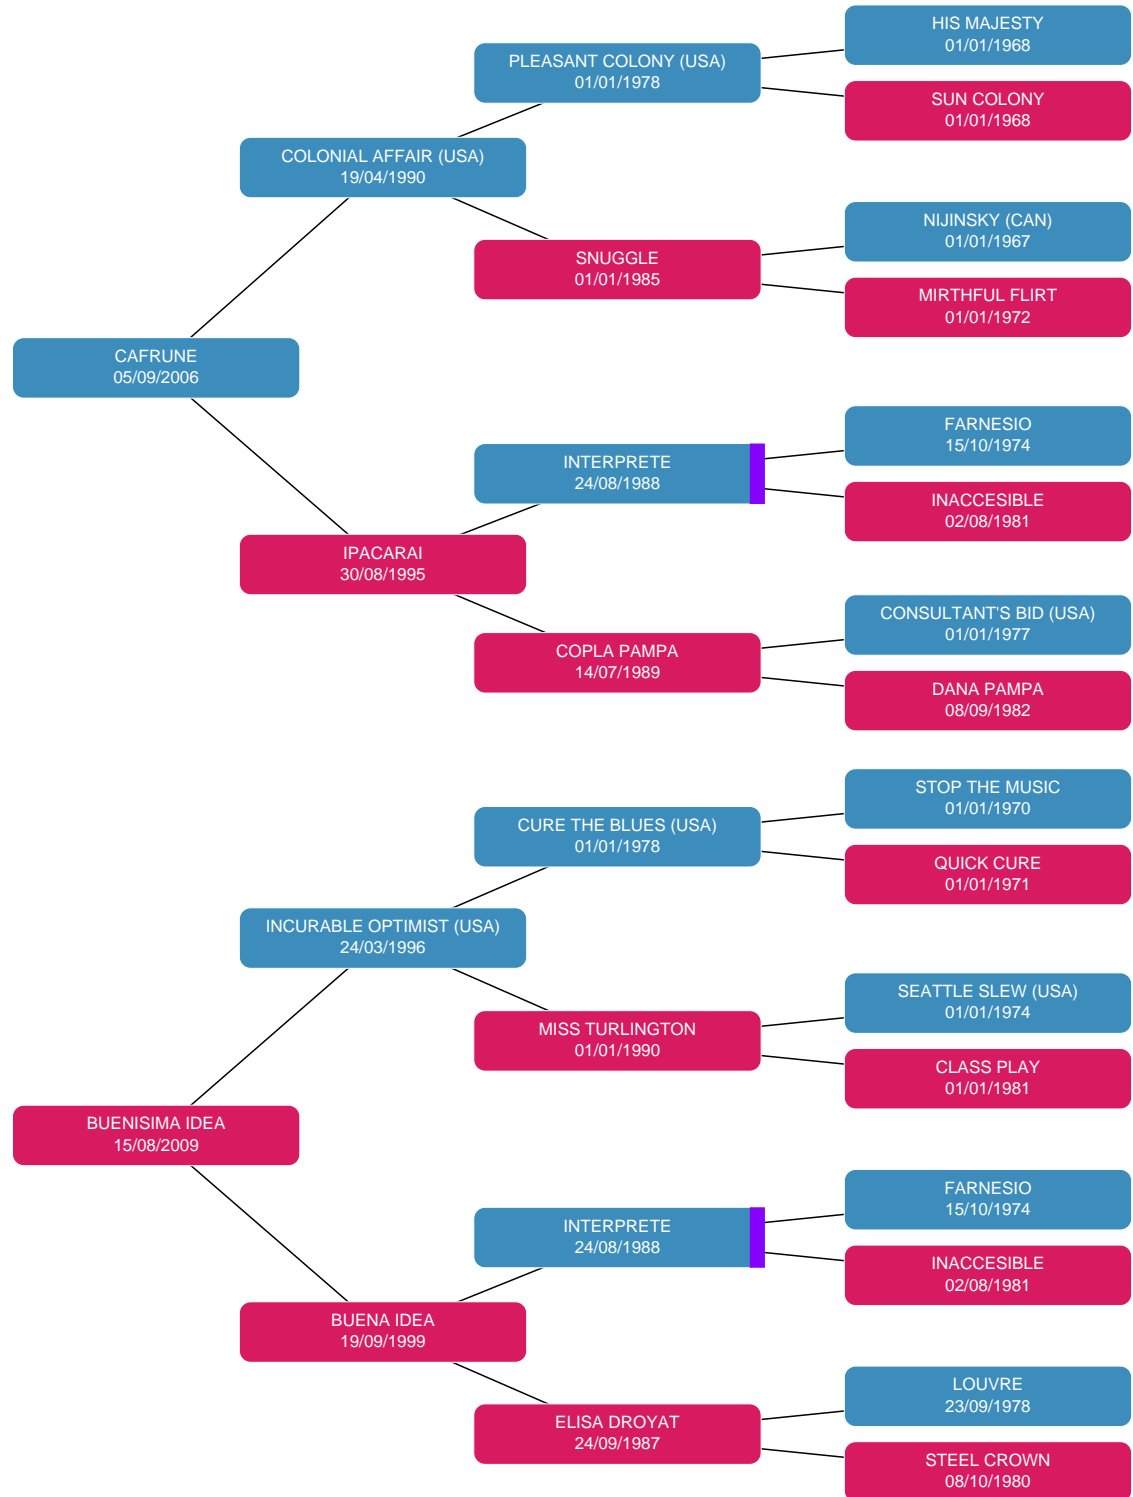 HIS MAJESTY
01/01/1968
PLEASANT COLONY (USA)
01/01/1978
SUN COLONY
01/01/1968
COLONIAL AFFAIR (USA)
19/04/1990
NIJINSKY (CAN)
01/01/1967
SNUGGLE
01/01/1985
MIRTHFUL FLIRT
01/01/1972
CAFRUNE
05/09/2006
FARNESIO
15/10/1974
INTERPRETE
24/08/1988
INACCESIBLE
02/08/1981
IPACARAI
30/08/1995
CONSULTANT'S BID (USA)
01/01/1977
COPLA PAMPA
14/07/1989
DANA PAMPA
08/09/1982
STOP THE MUSIC
01/01/1970
CURE THE BLUES (USA)
01/01/1978
QUICK CURE
01/01/1971
INCURABLE OPTIMIST (USA)
24/03/1996
SEATTLE SLEW (USA)
01/01/1974
MISS TURLINGTON
01/01/1990
CLASS PLAY
01/01/1981
BUENISIMA IDEA
15/08/2009
FARNESIO
15/10/1974
INTERPRETE
24/08/1988
INACCESIBLE
02/08/1981
BUENA IDEA
19/09/1999
LOUVRE
23/09/1978
ELISA DROYAT
24/09/1987
STEEL CROWN
08/10/1980